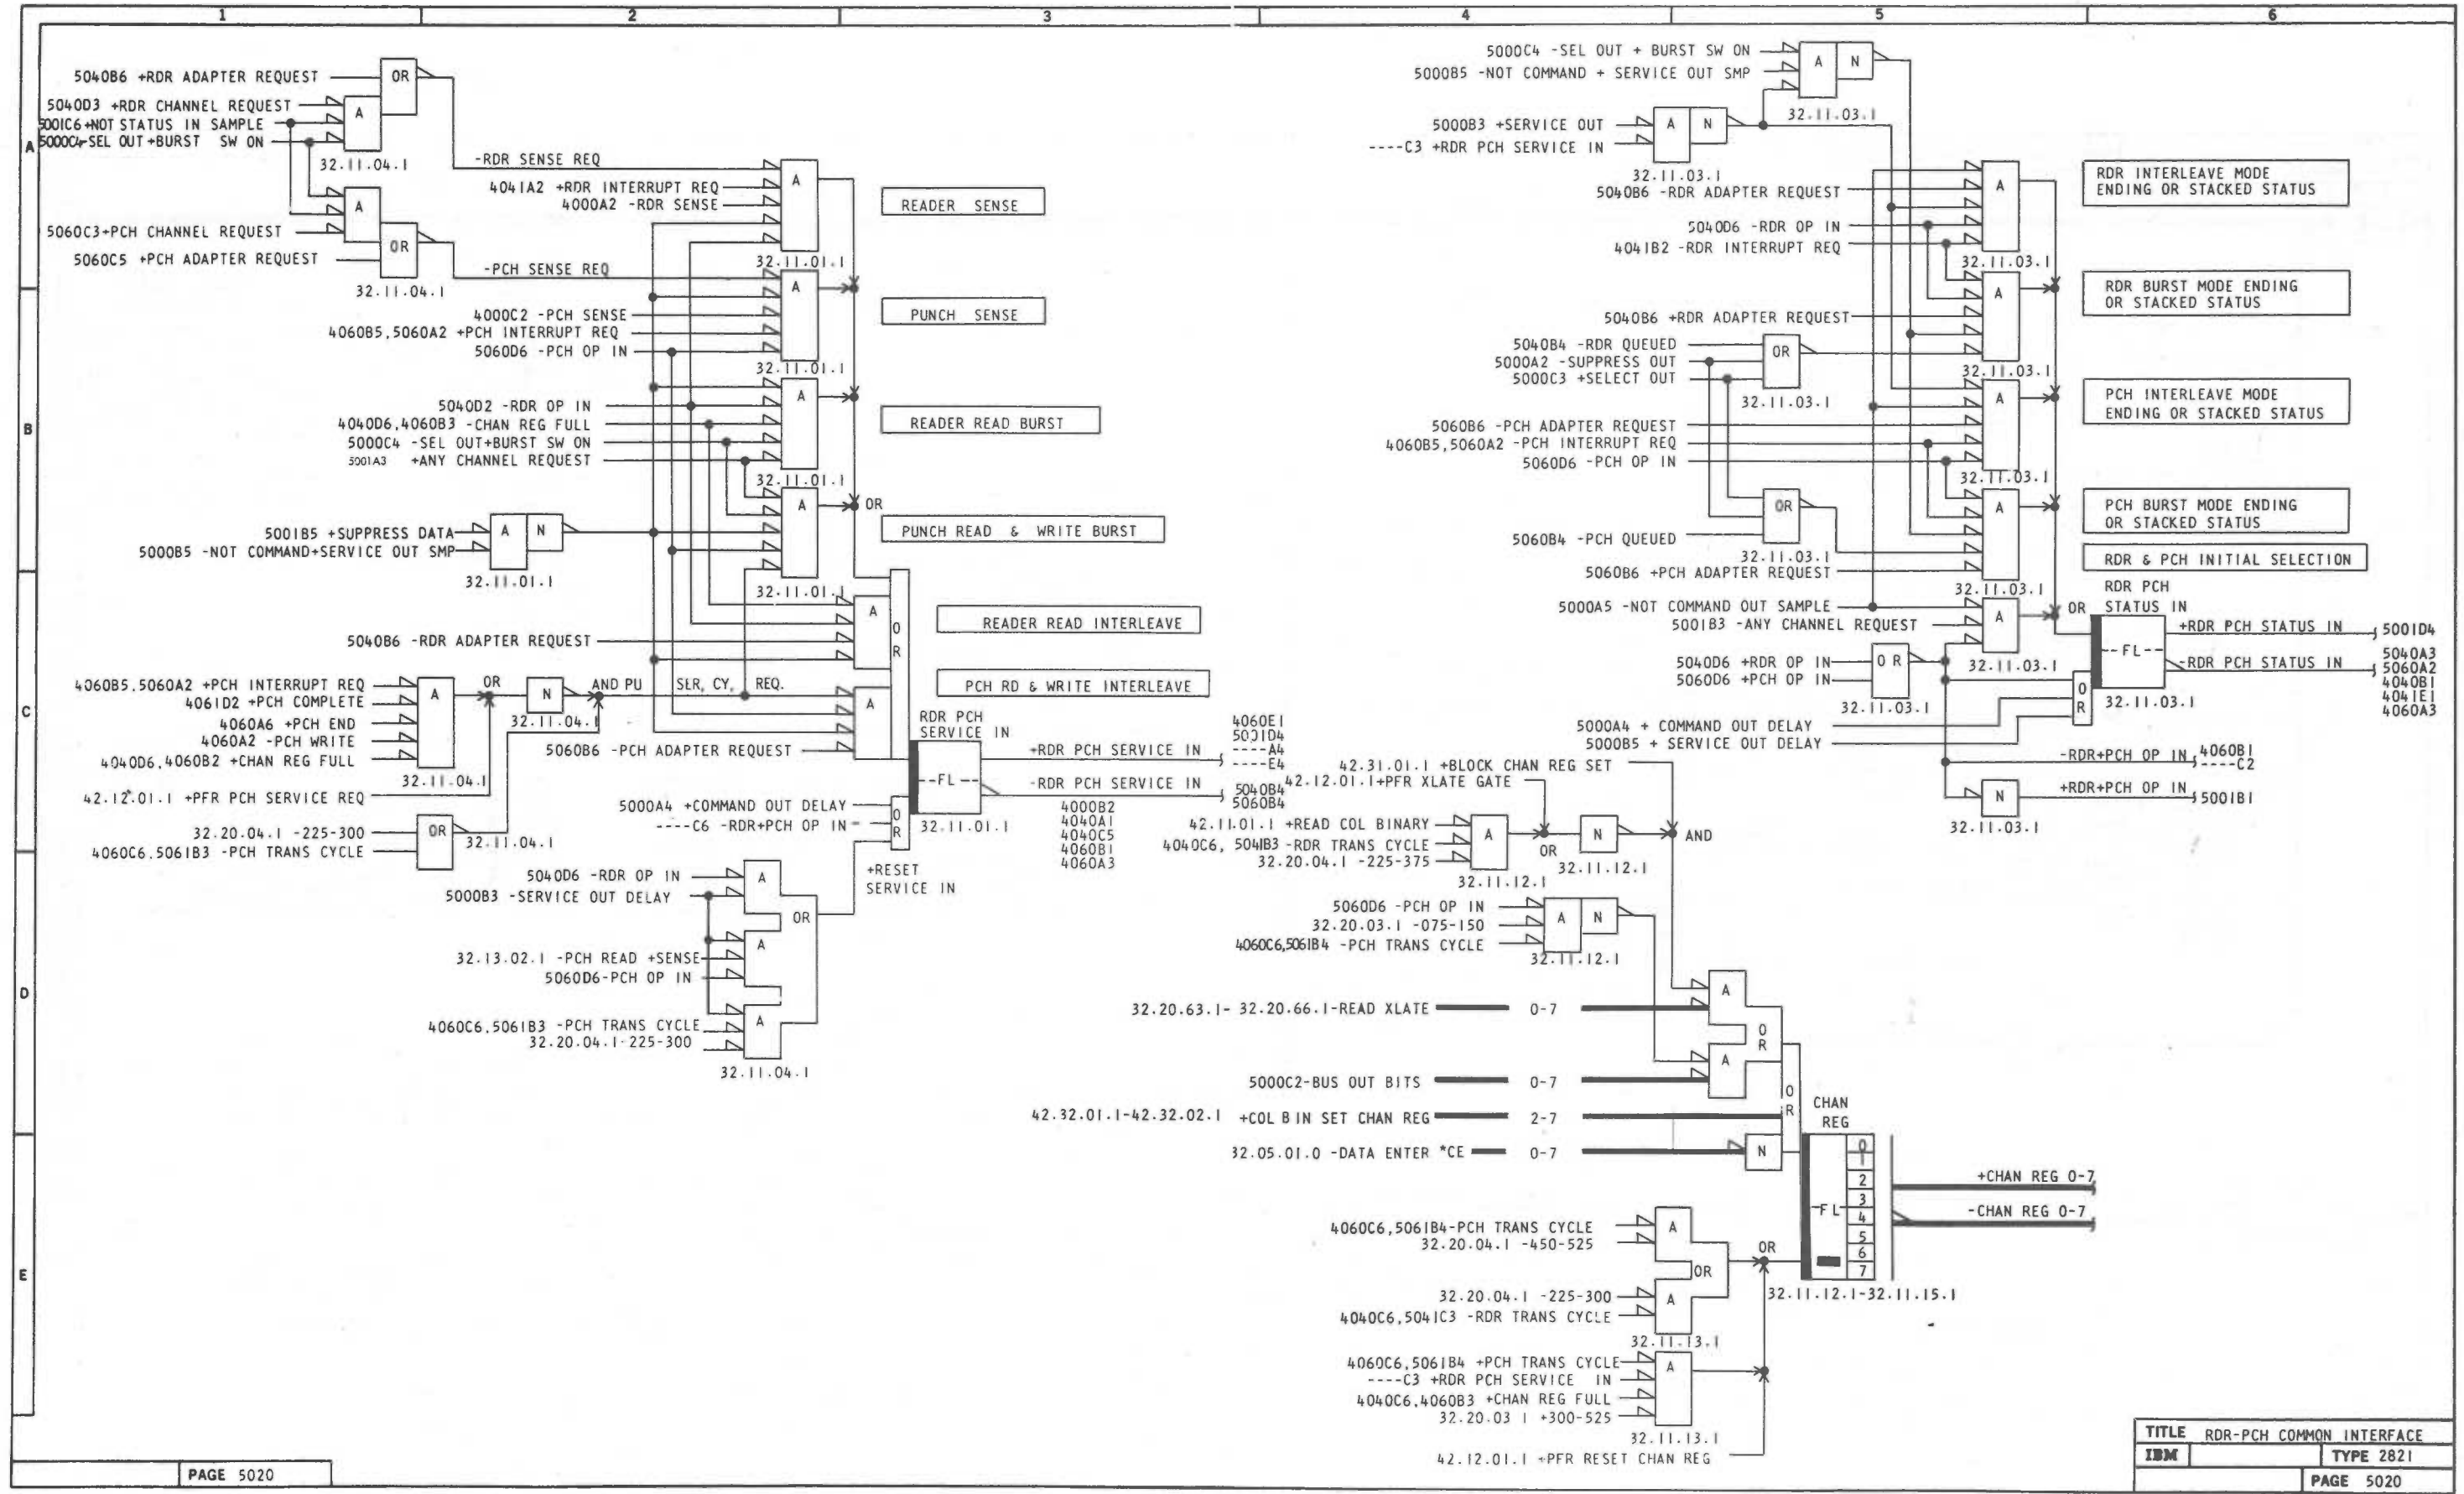 1 2 3 4 5 6
A
B
C
D
E
5040B6 +RDR ADAPTER REQUEST
OR
5040D3 +RDR CHANNEL REQUEST
5001C6 +NOT STATUS IN SAMPLE
5000C4-SEL OUT+BURST SW ON
A
32.11.04.1
A
5060C3+PCH CHANNEL REQUEST
OR
5060C5 +PCH ADAPTER REQUEST
32.11.04.1
-RDR SENSE REQ
4041A2 +RDR INTERRUPT REQ
4000A2 -RDR SENSE
A
32.11.01.1
READER SENSE
-PCH SENSE REQ
4000C2 -PCH SENSE
4060B5,5060A2 +PCH INTERRUPT REQ
5060D6 -PCH OP IN
A
32.11.01.1
PUNCH SENSE
5040D2 -RDR OP IN
4040D6,4060B3 -CHAN REG FULL
5000C4 -SEL OUT+BURST SW ON
5001A3 +ANY CHANNEL REQUEST
A
32.11.01.1
READER READ BURST
5001B5 +SUPPRESS DATA
5000B5 -NOT COMMAND+SERVICE OUT SMP
A N
32.11.01.1
A
OR
32.11.01.1
PUNCH READ & WRITE BURST
5040B6 -RDR ADAPTER REQUEST
A
OR
READER READ INTERLEAVE
4060B5,5060A2 +PCH INTERRUPT REQ
4061D2 +PCH COMPLETE
4060A6 +PCH END
4060A2 -PCH WRITE
4040D6,4060B2 +CHAN REG FULL
A
32.11.04.1
OR
N
32.11.04.1
AND PU SER, CY, REQ.
A
PCH RD & WRITE INTERLEAVE
5060B6 -PCH ADAPTER REQUEST
42.12.01.1 +PFR PCH SERVICE REQ
32.20.04.1 -225-300
4060C6,5061B3 -PCH TRANS CYCLE
OR
32.11.04.1
RDR PCH
SERVICE IN
--FL--
32.11.01.1
+RDR PCH SERVICE IN
4060E1
5001D4
----A4
----E4
-RDR PCH SERVICE IN
5040B4
5060B4
4000B2
4040A1
4040C5
4060B1
4060A3
5000A4 +COMMAND OUT DELAY
----C6 -RDR+PCH OP IN
OR
+RESET
SERVICE IN
5040D6 -RDR OP IN
5000B3 -SERVICE OUT DELAY
A
OR
32.13.02.1 -PCH READ +SENSE
5060D6-PCH OP IN
A
4060C6,5061B3 -PCH TRANS CYCLE
32.20.04.1-225-300
A
32.11.04.1
5000C4 -SEL OUT + BURST SW ON
5000B5 -NOT COMMAND + SERVICE OUT SMP
A N
32.11.03.1
5000B3 +SERVICE OUT
----C3 +RDR PCH SERVICE IN
A N
32.11.03.1
5040B6 -RDR ADAPTER REQUEST
5040D6 -RDR OP IN
4041B2 -RDR INTERRUPT REQ
A
32.11.03.1
RDR INTERLEAVE MODE
ENDING OR STACKED STATUS
5040B6 +RDR ADAPTER REQUEST
5040B4 -RDR QUEUED
5000A2 -SUPPRESS OUT
5000C3 +SELECT OUT
OR
32.11.03.1
A
32.11.03.1
RDR BURST MODE ENDING
OR STACKED STATUS
5060B6 -PCH ADAPTER REQUEST
4060B5,5060A2 -PCH INTERRUPT REQ
5060D6 -PCH OP IN
A
32.11.03.1
PCH INTERLEAVE MODE
ENDING OR STACKED STATUS
OR
5060B4 -PCH QUEUED
32.11.03.1
5060B6 +PCH ADAPTER REQUEST
A
32.11.03.1
PCH BURST MODE ENDING
OR STACKED STATUS
RDR & PCH INITIAL SELECTION
5000A5 -NOT COMMAND OUT SAMPLE
5001B3 -ANY CHANNEL REQUEST
A
32.11.03.1
OR
RDR PCH
STATUS IN
--FL--
32.11.03.1
+RDR PCH STATUS IN
5001D4
-RDR PCH STATUS IN
5040A3
5060A2
4040B1
4041E1
4060A3
5040D6 +RDR OP IN
5060D6 +PCH OP IN
OR
32.11.03.1
OR
5000A4 + COMMAND OUT DELAY
5000B5 + SERVICE OUT DELAY
-RDR+PCH OP IN
4060B1
----C2
N
32.11.03.1
+RDR+PCH OP IN
5001B1
42.31.01.1 +BLOCK CHAN REG SET
42.12.01.1+PFR XLATE GATE
42.11.01.1 +READ COL BINARY
4040C6, 5041B3 -RDR TRANS CYCLE
32.20.04.1 -225-375
A
32.11.12.1
OR
N
32.11.12.1
AND
5060D6 -PCH OP IN
32.20.03.1 -075-150
4060C6,5061B4 -PCH TRANS CYCLE
A N
32.11.12.1
32.20.63.1- 32.20.66.1-READ XLATE 0-7
A
OR
5000C2-BUS OUT BITS 0-7
A
OR
42.32.01.1-42.32.02.1 +COL BIN SET CHAN REG 2-7
32.05.01.0 -DATA ENTER *CE 0-7
N
CHAN
REG
FL
0
1
2
3
4
5
6
7
32.11.12.1-32.11.15.1
+CHAN REG 0-7
-CHAN REG 0-7
4060C6,5061B4-PCH TRANS CYCLE
32.20.04.1 -450-525
A
OR
OR
32.20.04.1 -225-300
4040C6,5041C3 -RDR TRANS CYCLE
A
32.11.13.1
4060C6,5061B4 +PCH TRANS CYCLE
----C3 +RDR PCH SERVICE IN
4040C6,4060B3 +CHAN REG FULL
32.20.03 1 +300-525
A
32.11.13.1
42.12.01.1 +PFR RESET CHAN REG
PAGE 5020
TITLE RDR-PCH COMMON INTERFACE
IBM TYPE 2821
PAGE 5020